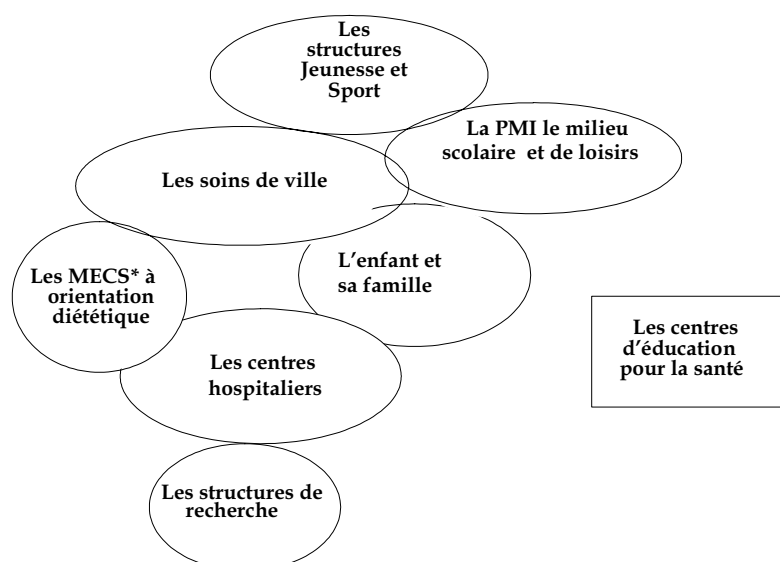 Les
structures
Jeunesse et
Sport
La PMI le milieu
scolaire et de loisirs
Les soins de ville
L'enfant et
sa famille
Les MECS* à
orientation
diététique
Les centres
d'éducation
pour la santé
Les centres
hospitaliers
Les structures de
recherche